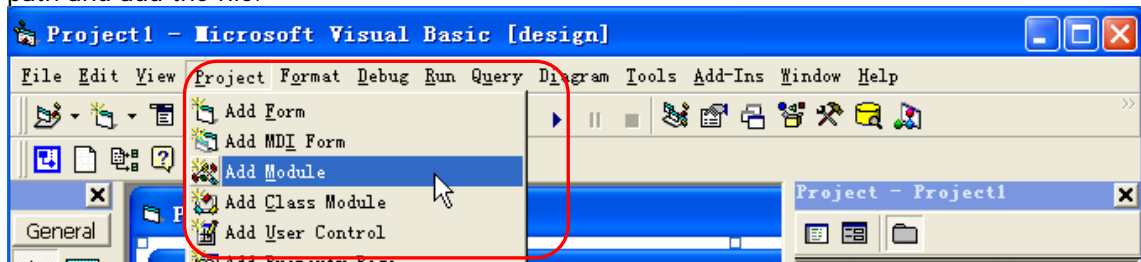 Project1 - Microsoft Visual Basic [design]
File Edit View Project Format Debug Run Query Diagram Tools Add-Ins Window Help
Add Form
Add MDI Form
Add Module
Add Class Module
Add User Control
Project - Project1
General